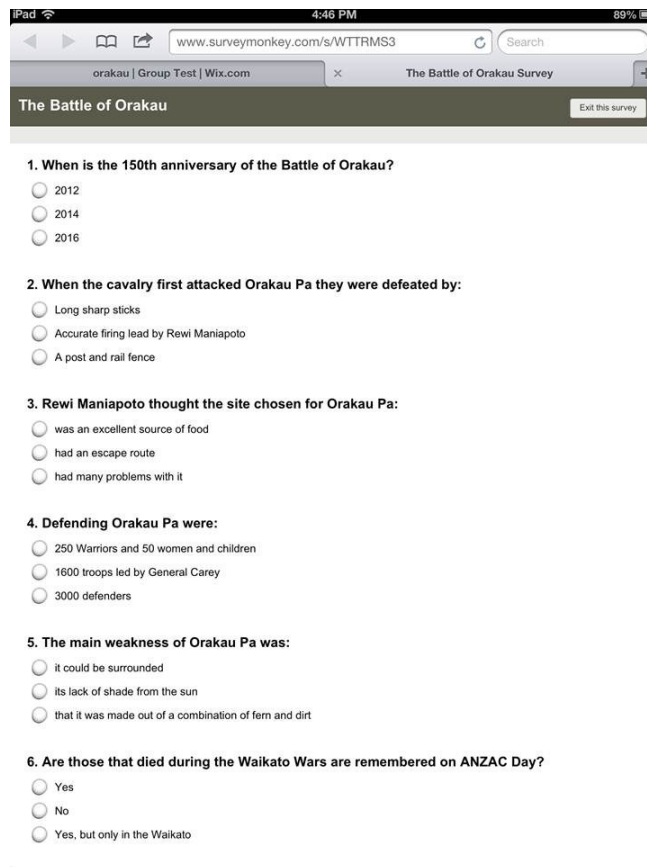 iPad 4:46 PM 89%
www.surveymonkey.com/s/WTTRMS3 Search
orakau | Group Test | Wix.com The Battle of Orakau Survey
The Battle of Orakau Exit this survey
1. When is the 150th anniversary of the Battle of Orakau?
2012
2014
2016
2. When the cavalry first attacked Orakau Pa they were defeated by:
Long sharp sticks
Accurate firing lead by Rewi Maniapoto
A post and rail fence
3. Rewi Maniapoto thought the site chosen for Orakau Pa:
was an excellent source of food
had an escape route
had many problems with it
4. Defending Orakau Pa were:
250 Warriors and 50 women and children
1600 troops led by General Carey
3000 defenders
5. The main weakness of Orakau Pa was:
it could be surrounded
its lack of shade from the sun
that it was made out of a combination of fern and dirt
6. Are those that died during the Waikato Wars are remembered on ANZAC Day?
Yes
No
Yes, but only in the Waikato